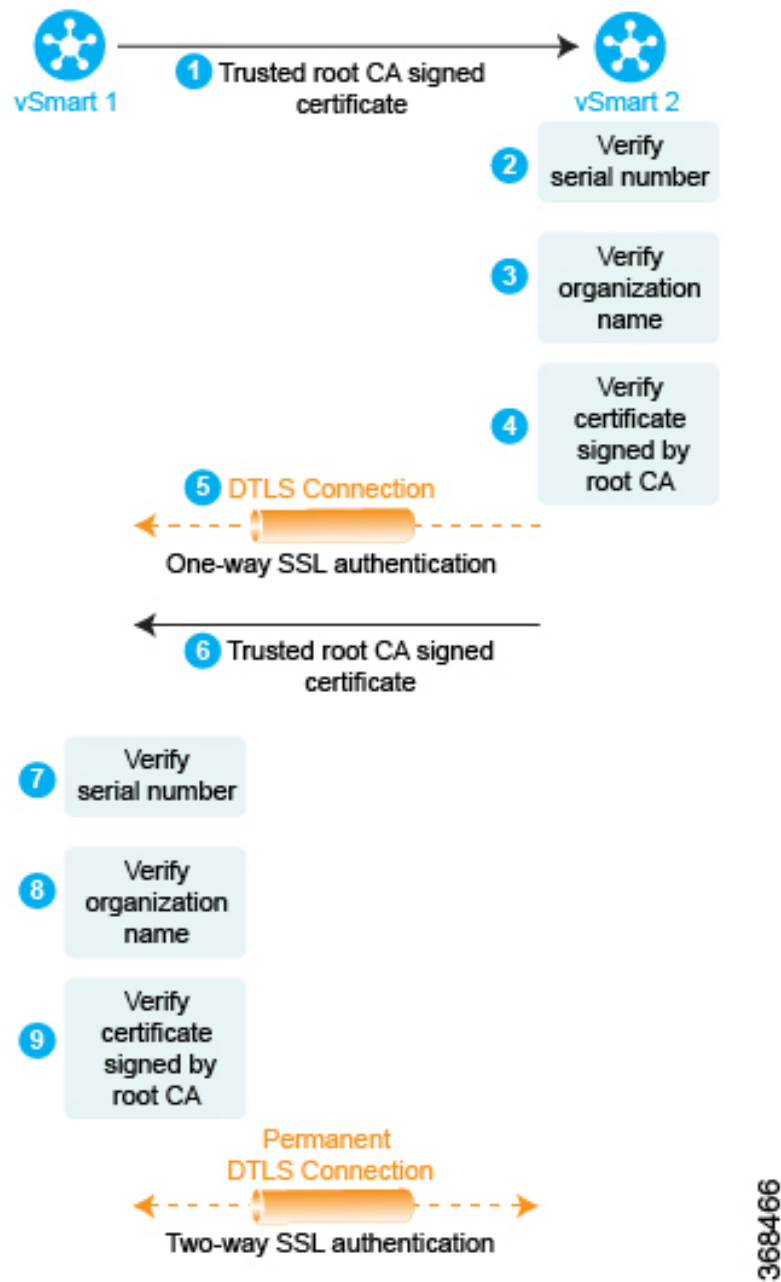 1 Trusted root CA signed
certificate
vSmart 1
vSmart 2
2
Verify
serial number
3
Verify
organization
name
4
Verify
certificate
signed by
root CA
5 DTLS Connection
One-way SSL authentication
6 Trusted root CA signed
certificate
7
Verify
serial number
8
Verify
organization
name
9
Verify
certificate
signed by
root CA
Permanent
DTLS Connection
Two-way SSL authentication
368466